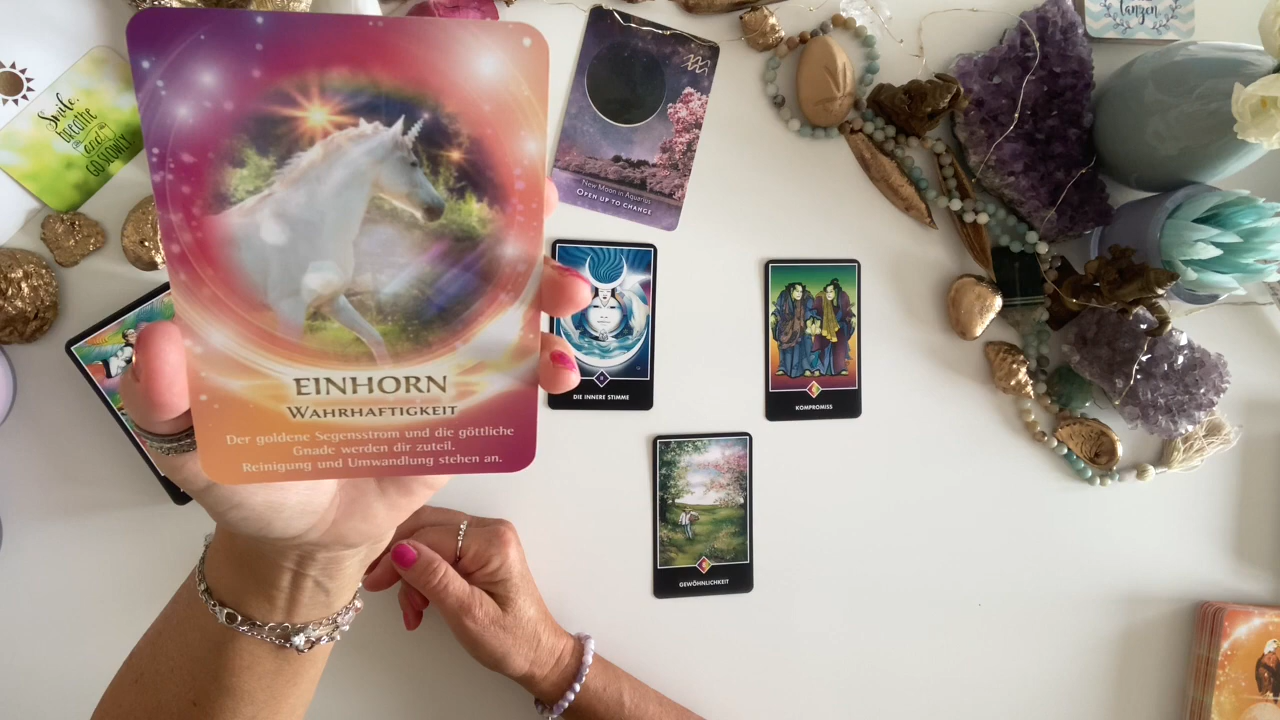 Smile,
breathe
and
GO SLOWLY
EINHORN
WAHRHAFTIGKEIT
Der goldene Segensstrom und die göttliche
Gnade werden dir zuteil.
Reinigung und Umwandlung stehen an.
New Moon in Aquarius
OPEN UP TO CHANGE
DIE INNERE STIMME
KOMPROMISS
GEWÖHNLICHKEIT
tanzen